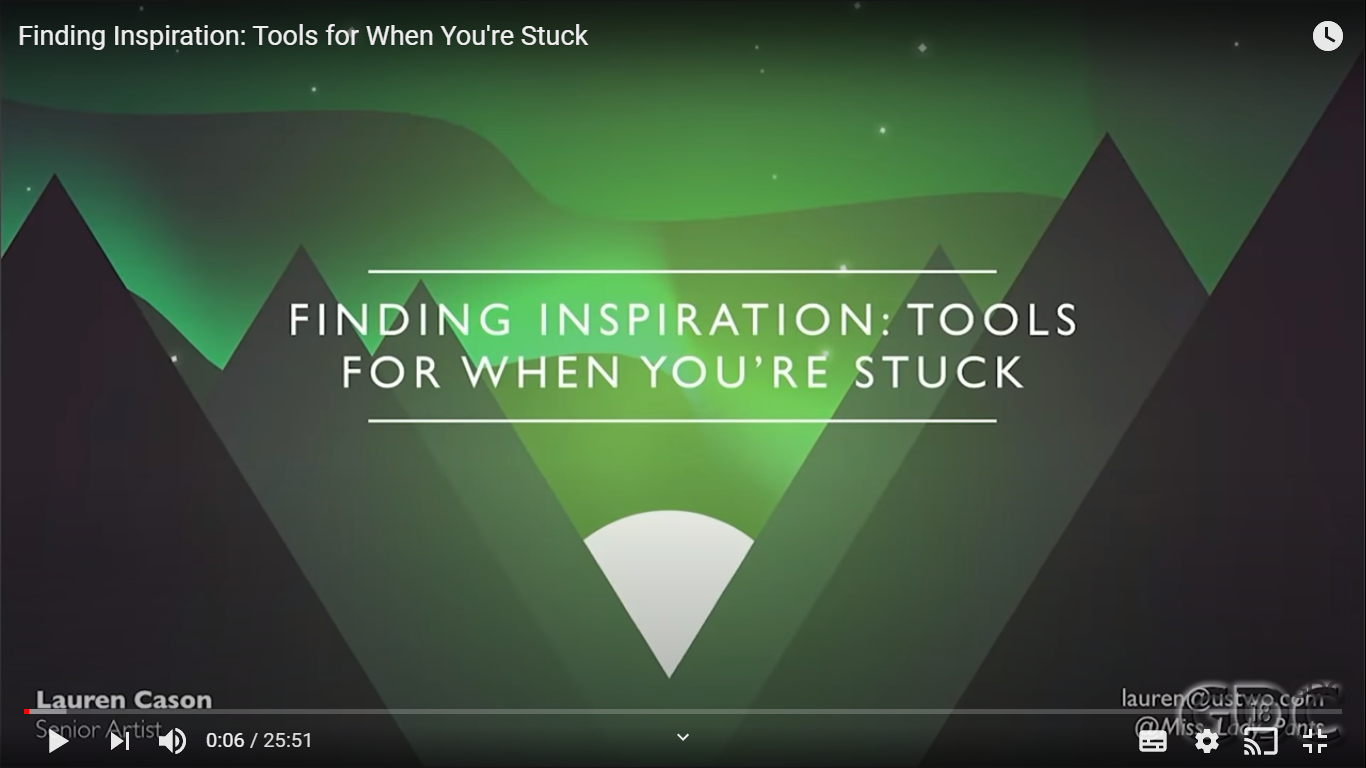 Finding Inspiration: Tools for When You're Stuck
FINDING INSPIRATION: TOOLS
FOR WHEN YOU’RE STUCK
Lauren Cason
lauren@ustwo.com
Senior Artist
@Miss_Lady_Pants
GDC
18
0:06 / 25:51